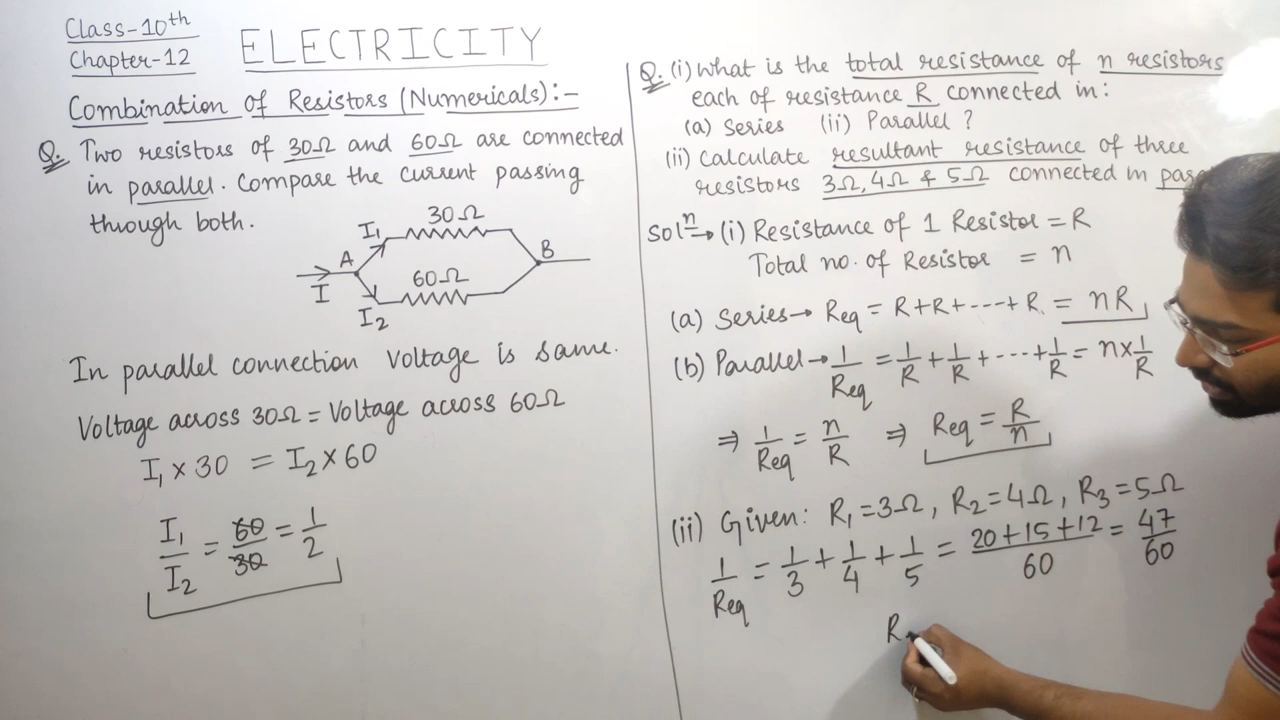 Class-10th
Chapter-12
ELECTRICITY
Combination of Resistors (Numericals):-
Q. Two resistors of 30Ω and 60Ω are connected
in parallel. Compare the current passing
through both.
30Ω
I₁
A
B
I
60Ω
I₂
In parallel connection voltage is same.
Voltage across 30Ω = Voltage across 60Ω
I₁ × 30 = I₂ × 60
I₁/I₂ = 60/30 = 1/2
Q. (i) What is the total resistance of n resistors
each of resistance R connected in:
(a) Series (ii) Parallel ?
(ii) Calculate resultant resistance of three
resistors 3Ω, 4Ω & 5Ω connected in
Solⁿ→ (i) Resistance of 1 Resistor = R
Total no. of Resistor = n
(a) Series → Req = R+R+----+R = nR
(b) Parallel → 1/Req = 1/R + 1/R + ---- + 1/R = n×1/R
⇒ 1/Req = n/R ⇒ Req = R/n
(ii) Given: R₁=3Ω, R₂=4Ω, R₃=5Ω
1/Req = 1/3 + 1/4 + 1/5 = 20+15+12/60 = 47/60
R